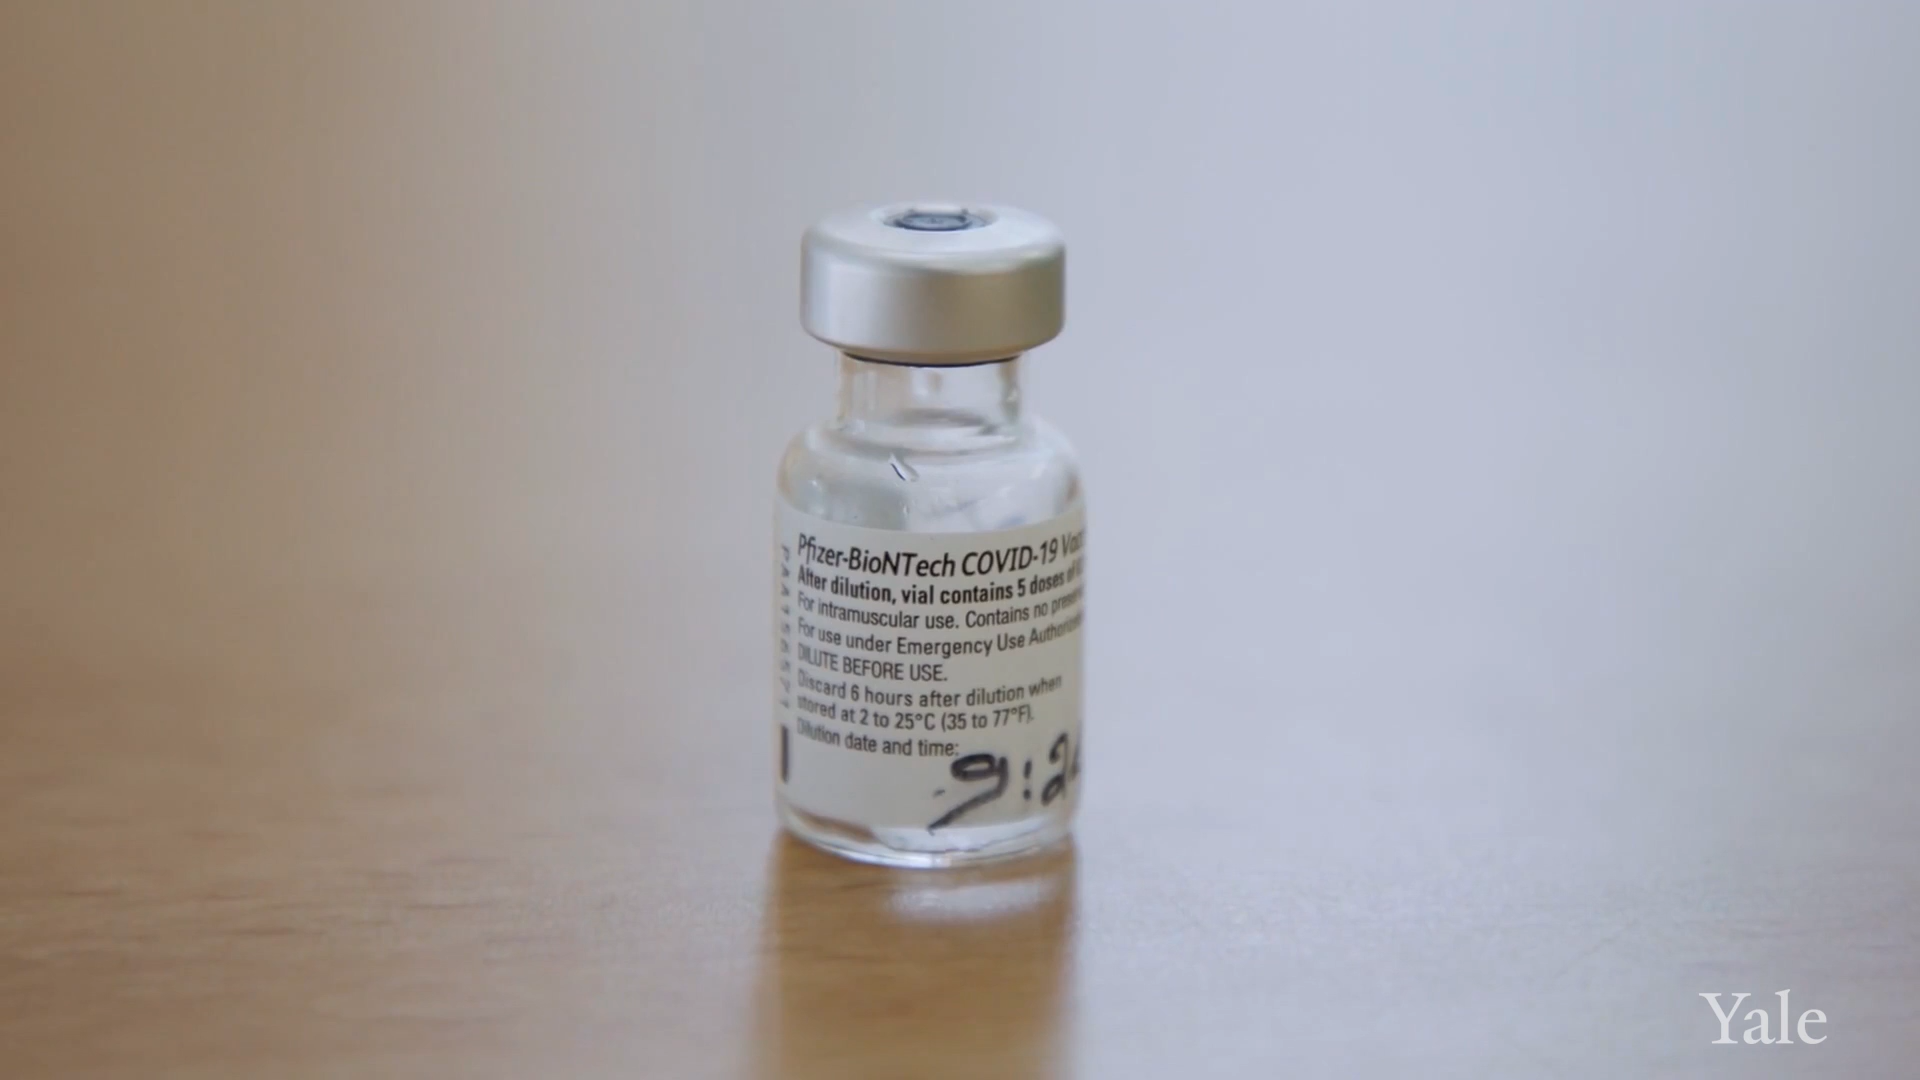 Pfizer-BioNTech COVID-19
After dilution, vial contains 5 doses of
For intramuscular use. Contains no
For use under Emergency Use
DILUTE BEFORE USE.
Discard 6 hours after dilution when
stored at 2 to 25°C (35 to 77°F).
Dilution date and time:
Yale